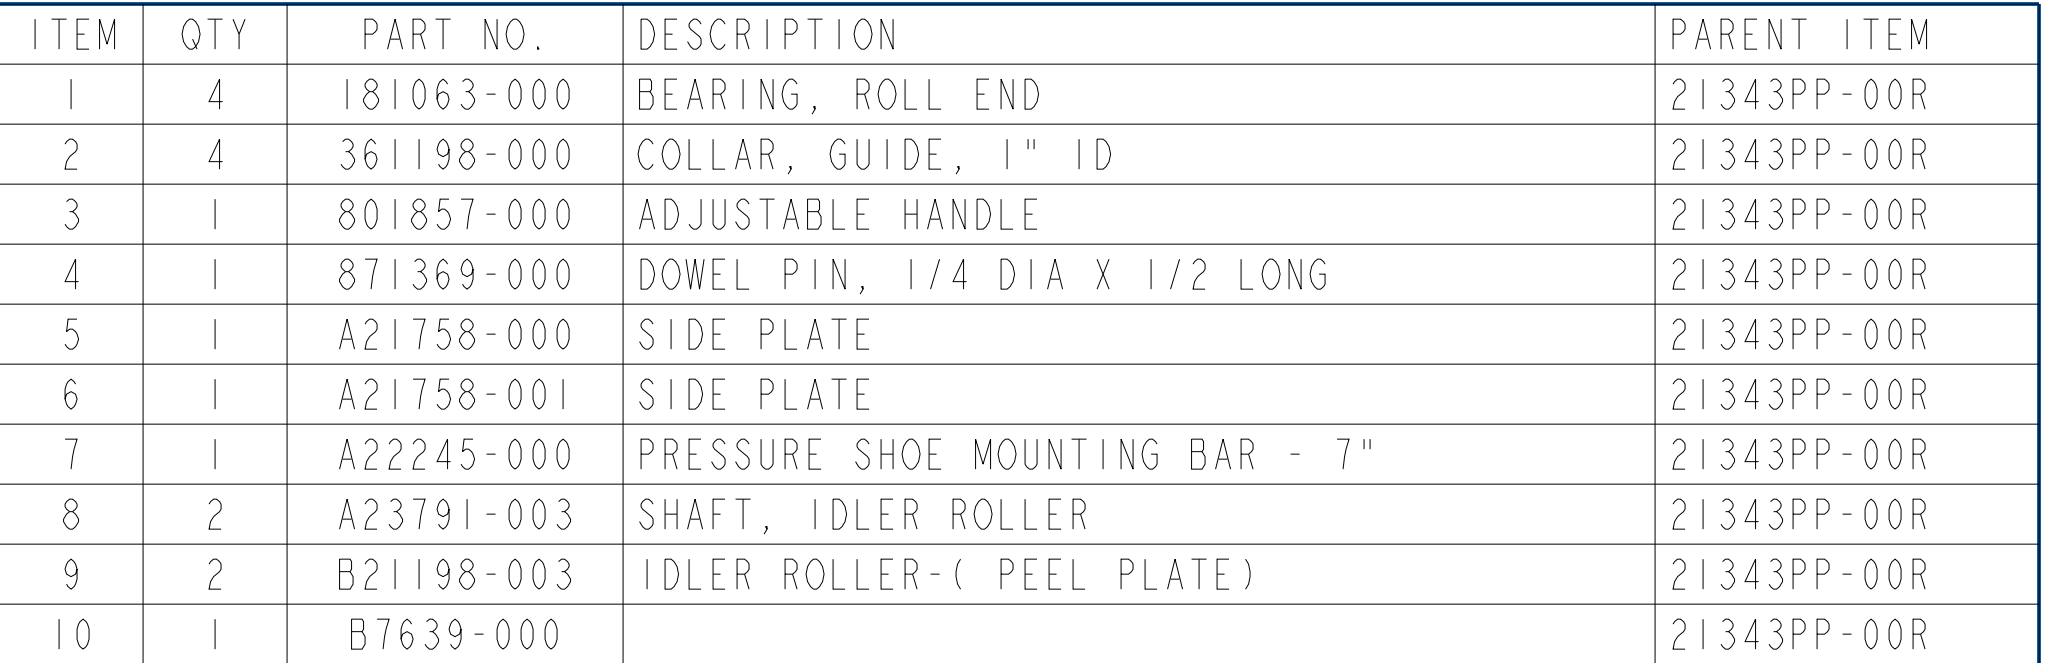 ITEM QTY PART NO. DESCRIPTION PARENT ITEM
1 4 181063-000 BEARING, ROLL END 21343PP-00R
2 4 361198-000 COLLAR, GUIDE, 1" ID 21343PP-00R
3 1 801857-000 ADJUSTABLE HANDLE 21343PP-00R
4 1 871369-000 DOWEL PIN, 1/4 DIA X 1/2 LONG 21343PP-00R
5 1 A21758-000 SIDE PLATE 21343PP-00R
6 1 A21758-001 SIDE PLATE 21343PP-00R
7 1 A22245-000 PRESSURE SHOE MOUNTING BAR - 7" 21343PP-00R
8 2 A23791-003 SHAFT, IDLER ROLLER 21343PP-00R
9 2 B21198-003 IDLER ROLLER-( PEEL PLATE) 21343PP-00R
10 1 B7639-000 21343PP-00R